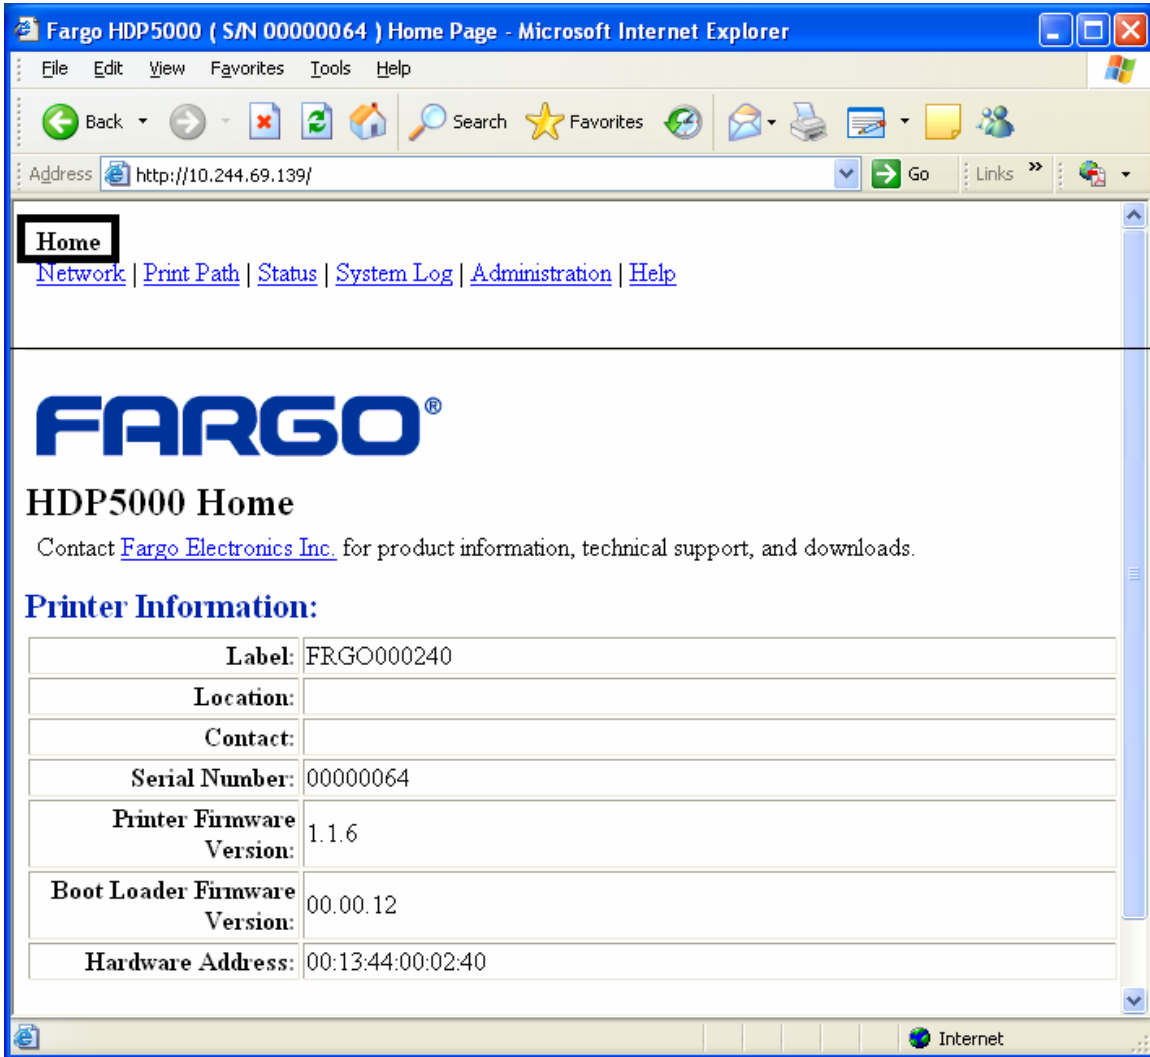 Fargo HDP5000 ( S/N 00000064 ) Home Page - Microsoft Internet Explorer
File Edit View Favorites Tools Help
Back Search Favorites
Address http://10.244.69.139/ Go Links »
Home
Network | Print Path | Status | System Log | Administration | Help
FARGO®
HDP5000 Home
Contact Fargo Electronics Inc. for product information, technical support, and downloads.
Printer Information:
Label: FRGO000240
Location:
Contact:
Serial Number: 00000064
Printer Firmware
Version: 1.1.6
Boot Loader Firmware
Version: 00.00.12
Hardware Address: 00:13:44:00:02:40
Internet